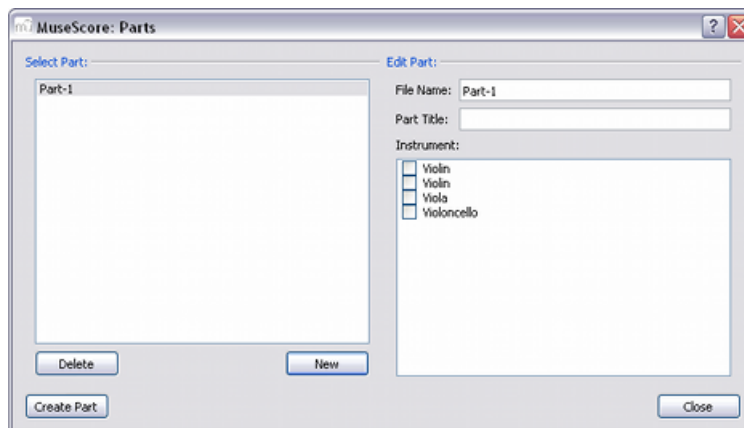 MuseScore: Parts
Select Part:
Part-1
Delete
New
Create Part
Edit Part:
File Name: Part-1
Part Title:
Instrument:
Violin
Violin
Viola
Violoncello
Close